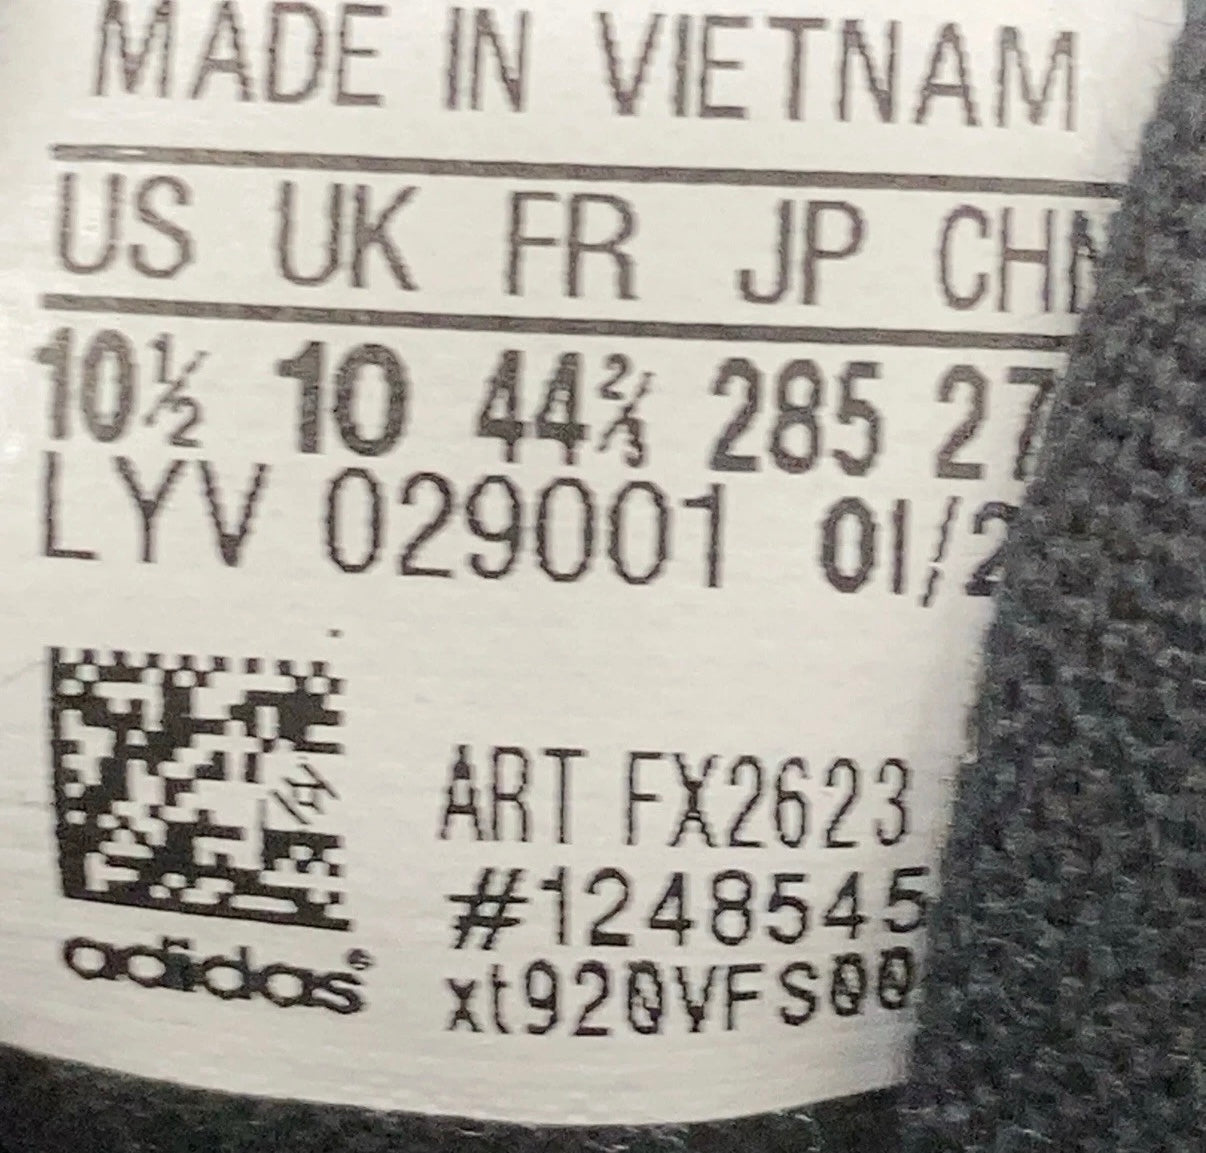 MADE IN VIETNAM
US UK FR JP CHN
10½ 10 44⅔ 285 27
LYV 029001 01/2
ART FX2623
#1248545
xt920VFS00
adidas®